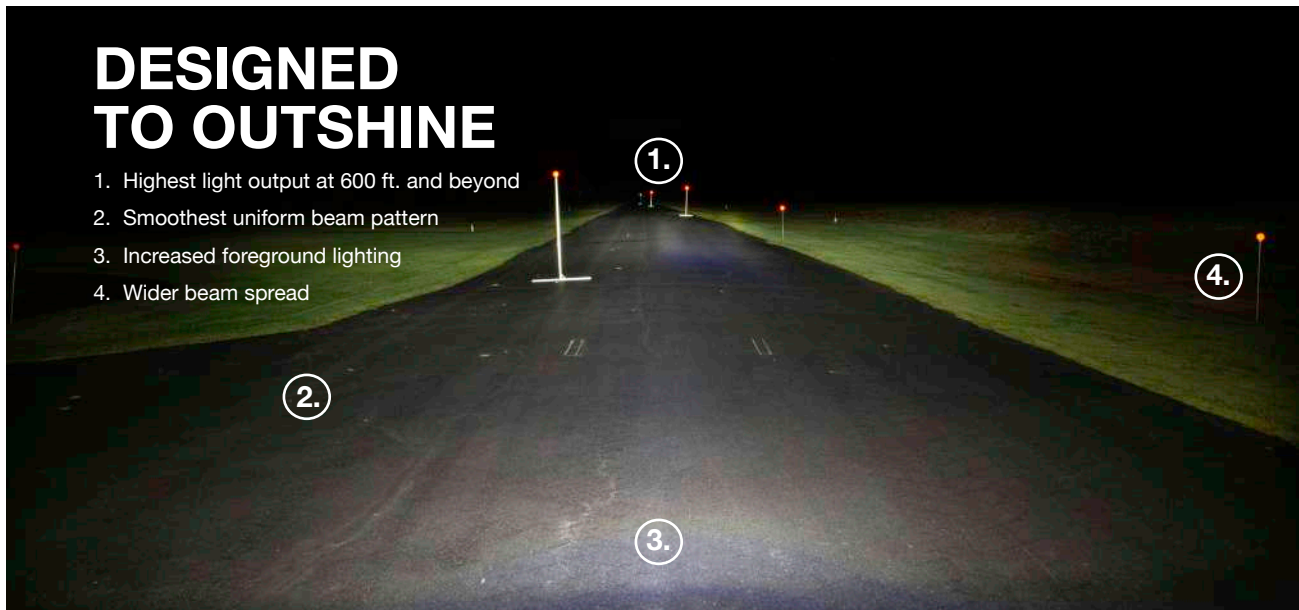 DESIGNED
TO OUTSHINE
1. Highest light output at 600 ft. and beyond
2. Smoothest uniform beam pattern
3. Increased foreground lighting
4. Wider beam spread
1.
4.
2.
3.